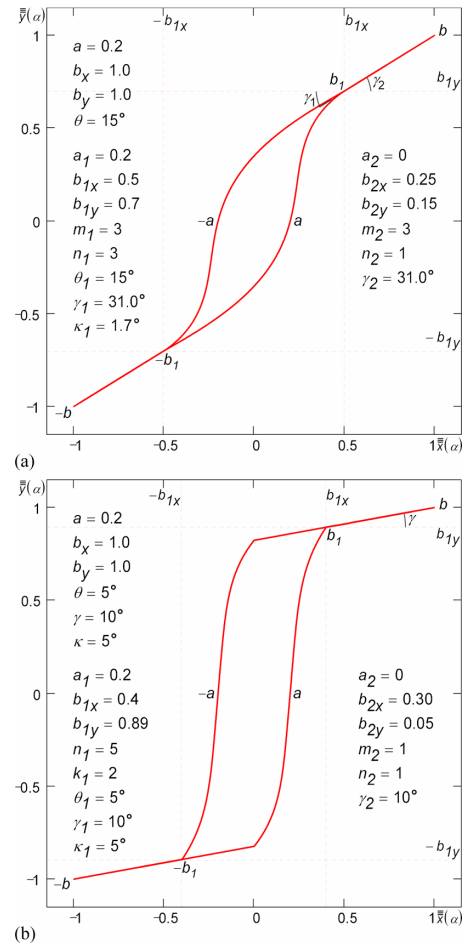 y̿(α)
−b₁ₓ
b₁ₓ
b
1
a = 0.2
bₓ = 1.0
b_y = 1.0
θ = 15°
b₁
γ₁
γ₂
b₁y
0.5
a₁ = 0.2
b₁ₓ = 0.5
b₁y = 0.7
m₁ = 3
n₁ = 3
θ₁ = 15°
γ₁ = 31.0°
κ₁ = 1.7°
a₂ = 0
b₂ₓ = 0.25
b₂y = 0.15
m₂ = 3
n₂ = 1
γ₂ = 31.0°
0
−a
a
−0.5
−b₁
−b₁y
−1
−b
−1
−0.5
0
0.5
1
x̿(α)
(a)
y̿(α)
−b₁ₓ
b₁ₓ
b
1
a = 0.2
bₓ = 1.0
b_y = 1.0
θ = 5°
γ = 10°
κ = 5°
b₁
γ
b₁y
0.5
a₁ = 0.2
b₁ₓ = 0.4
b₁y = 0.89
n₁ = 5
k₁ = 2
θ₁ = 5°
γ₁ = 10°
κ₁ = 5°
a₂ = 0
b₂ₓ = 0.30
b₂y = 0.05
m₂ = 1
n₂ = 1
γ₂ = 10°
0
−a
a
−0.5
−b₁
−b₁y
−1
−b
−1
−0.5
0
0.5
1
x̿(α)
(b)